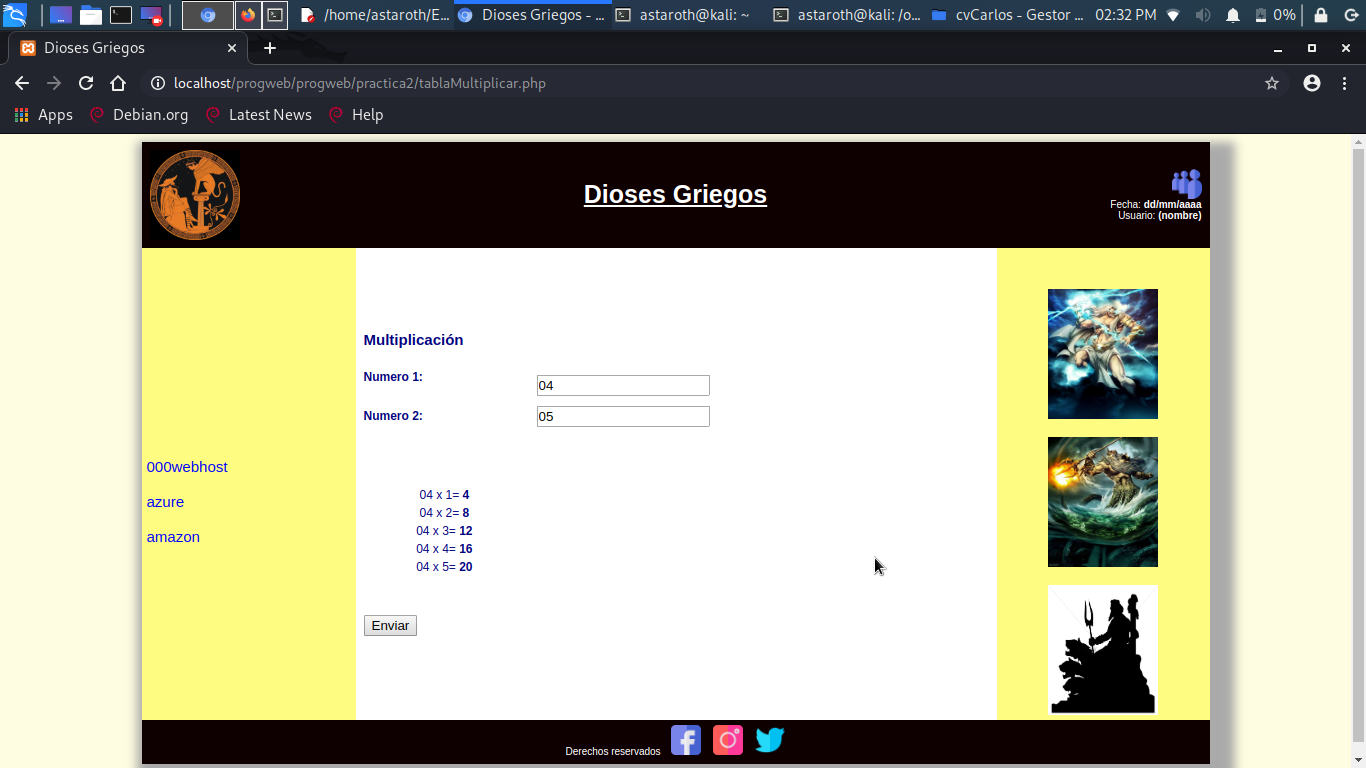 /home/astaroth/E... Dioses Griegos - ... astaroth@kali: ~ astaroth@kali: /o... cvCarlos - Gestor ... 02:32 PM 0%
Dioses Griegos
localhost/progweb/progweb/practica2/tablaMultiplicar.php
Apps Debian.org Latest News Help
Dioses Griegos
Fecha: dd/mm/aaaa
Usuario: (nombre)
000webhost
azure
amazon
Multiplicación
Numero 1: 04
Numero 2: 05
04 x 1= 4
04 x 2= 8
04 x 3= 12
04 x 4= 16
04 x 5= 20
Enviar
Derechos reservados